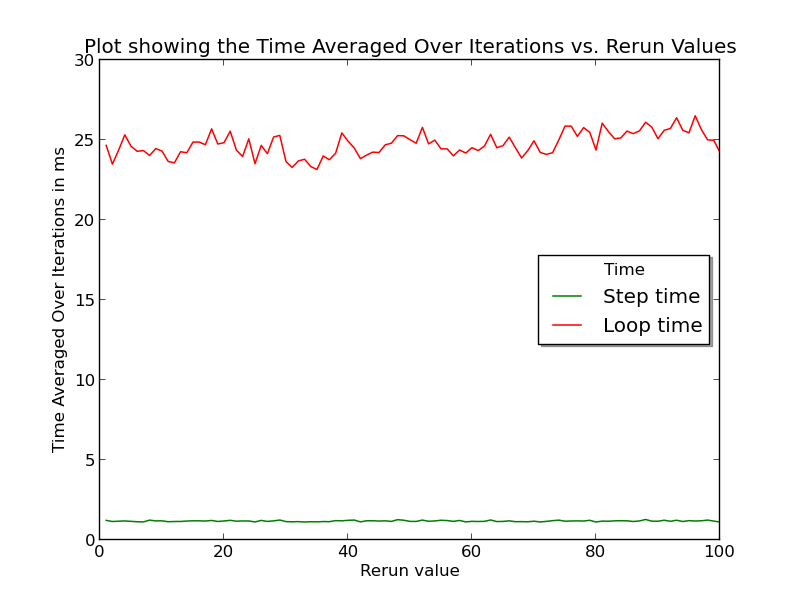 Plot showing the Time Averaged Over Iterations vs. Rerun Values
30
25
20
15
10
5
0
Time Averaged Over Iterations in ms
Time
Step time
Loop time
0 20 40 60 80 100
Rerun value